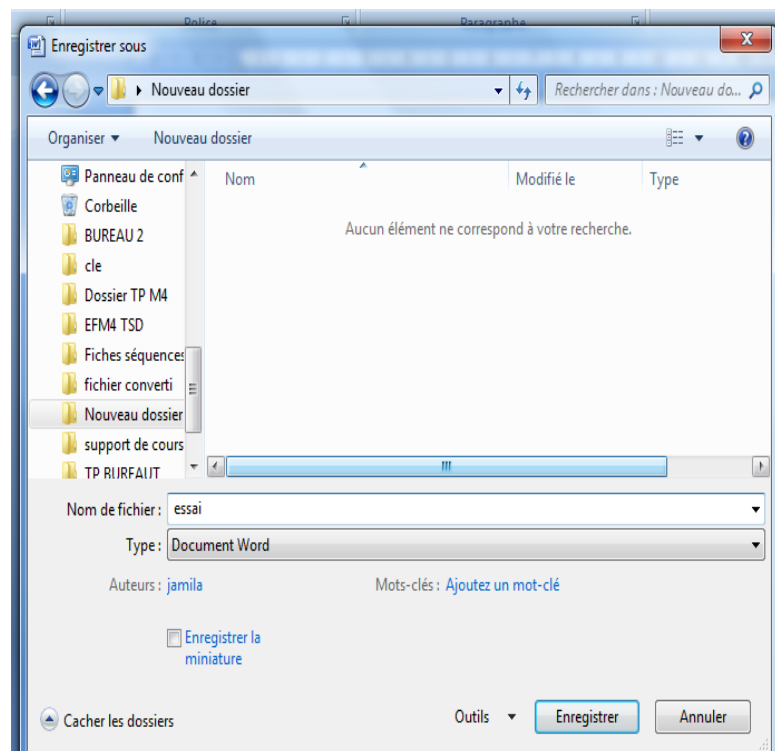 Police Paragraphe
Enregistrer sous
Nouveau dossier
Rechercher dans : Nouveau do...
Organiser Nouveau dossier
Nom Modifié le Type
Aucun élément ne correspond à votre recherche.
Panneau de conf
Corbeille
BUREAU 2
cle
Dossier TP M4
EFM4 TSD
Fiches séquences
fichier converti
Nouveau dossier
support de cours
TP BUREAUT
Nom de fichier : essai
Type : Document Word
Auteurs : jamila Mots-clés : Ajoutez un mot-clé
Enregistrer la
miniature
Cacher les dossiers Outils Enregistrer Annuler